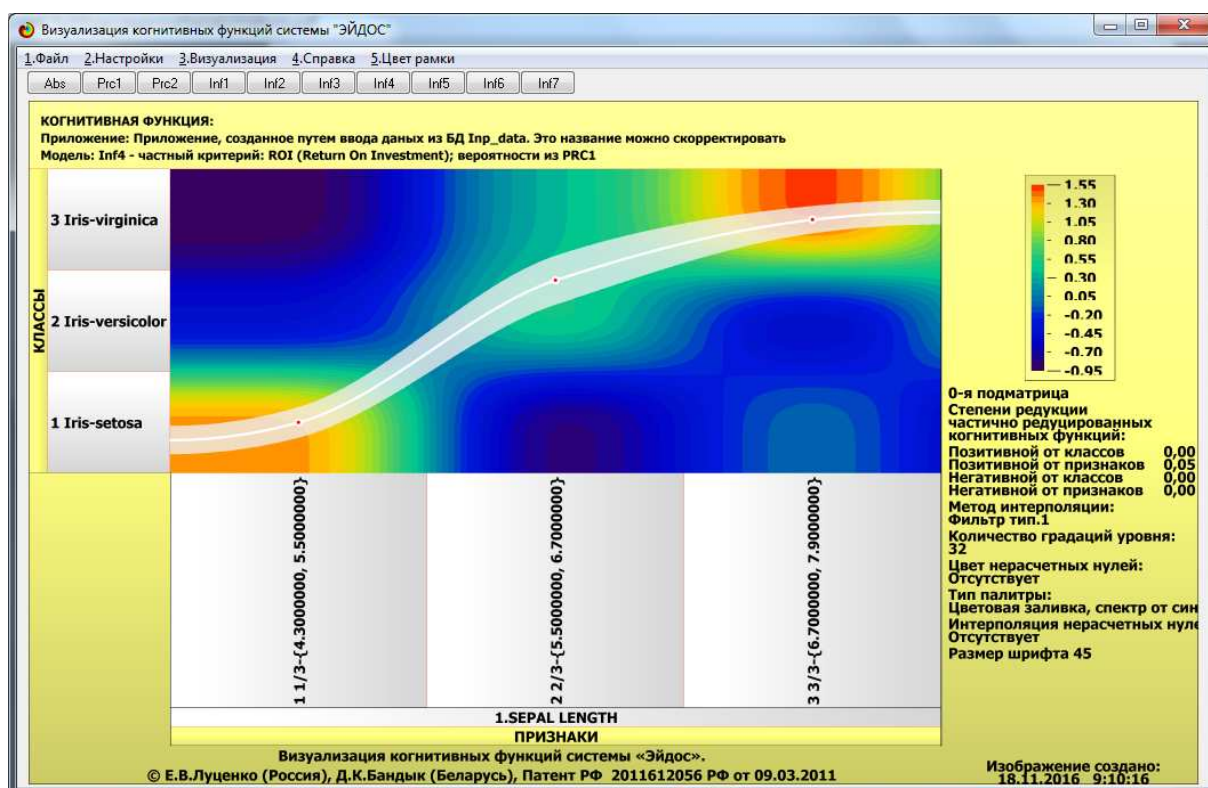 Визуализация когнитивных функций системы "ЭЙДОС"
1.Файл 2.Настройки 3.Визуализация 4.Справка 5.Цвет рамки
Abs Prc1 Prc2 Inf1 Inf2 Inf3 Inf4 Inf5 Inf6 Inf7
КОГНИТИВНАЯ ФУНКЦИЯ:
Приложение: Приложение, созданное путем ввода даных из БД Inp_data. Это название можно скорректировать
Модель: Inf4 - частный критерий: ROI (Return On Investment); вероятности из PRC1
КЛАССЫ
3 Iris-virginica
2 Iris-versicolor
1 Iris-setosa
1.55
1.30
1.05
0.80
0.55
0.30
0.05
-0.20
-0.45
-0.70
-0.95
0-я подматрица
Степени редукции
частично редуцированных
когнитивных функций:
Позитивной от классов 0,00
Позитивной от признаков 0,05
Негативной от классов 0,00
Негативной от признаков 0,00
Метод интерполяции:
Фильтр тип.1
Количество градаций уровня:
32
Цвет нерасчетных нулей:
Отсутствует
Тип палитры:
Цветовая заливка, спектр от син
Интерполяция нерасчетных нуле
Отсутствует
Размер шрифта 45
1 1/3-{4.3000000, 5.5000000}
2 2/3-{5.5000000, 6.7000000}
3 3/3-{6.7000000, 7.9000000}
1.SEPAL LENGTH
ПРИЗНАКИ
Визуализация когнитивных функций системы «Эйдос».
© Е.В.Луценко (Россия), Д.К.Бандык (Беларусь), Патент РФ 2011612056 РФ от 09.03.2011
Изображение создано:
18.11.2016 9:10:16